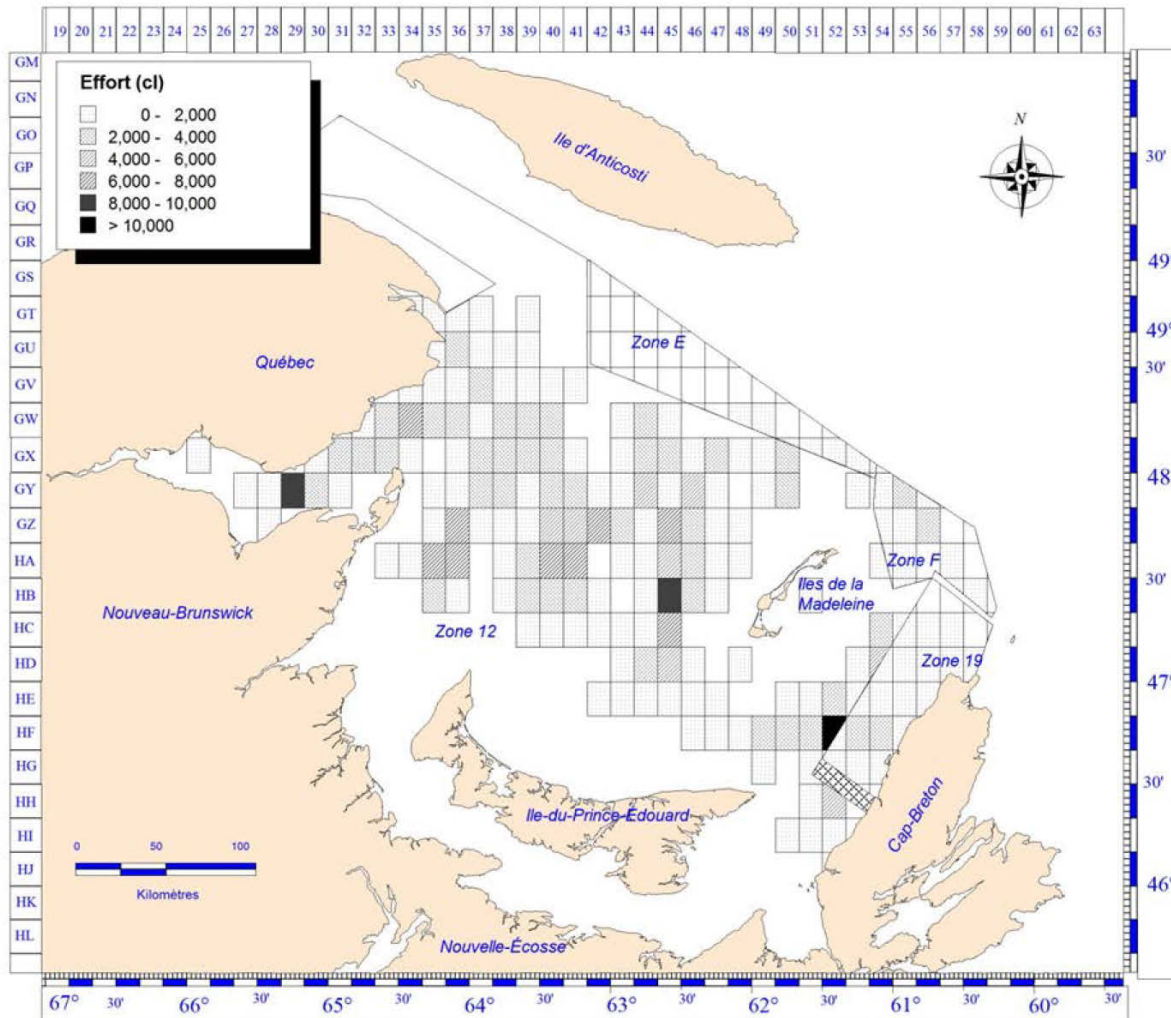 19 20 21 22 23 24 25 26 27 28 29 30 31 32 33 34 35 36 37 38 39 40 41 42 43 44 45 46 47 48 49 50 51 52 53 54 55 56 57 58 59 60 61 62 63
GM
GN
GO
GP
GQ
GR
GS
GT
GU
GV
GW
GX
GY
GZ
HA
HB
HC
HD
HE
HF
HG
HH
HI
HJ
HK
HL
Effort (cl)
0 - 2,000
2,000 - 4,000
4,000 - 6,000
6,000 - 8,000
8,000 - 10,000
> 10,000
Ile d'Anticosti
N
Québec
Zone E
Zone F
Iles de la
Madeleine
Nouveau-Brunswick
Zone 12
Zone 19
Ile-du-Prince-Édouard
Cap-Breton
Nouvelle-Écosse
0 50 100
Kilomètres
30'
49°
49°
30'
48°
30'
47°
30'
46°
30'
67° 30' 66° 30' 65° 30' 64° 30' 63° 30' 62° 30' 61° 30' 60° 30'